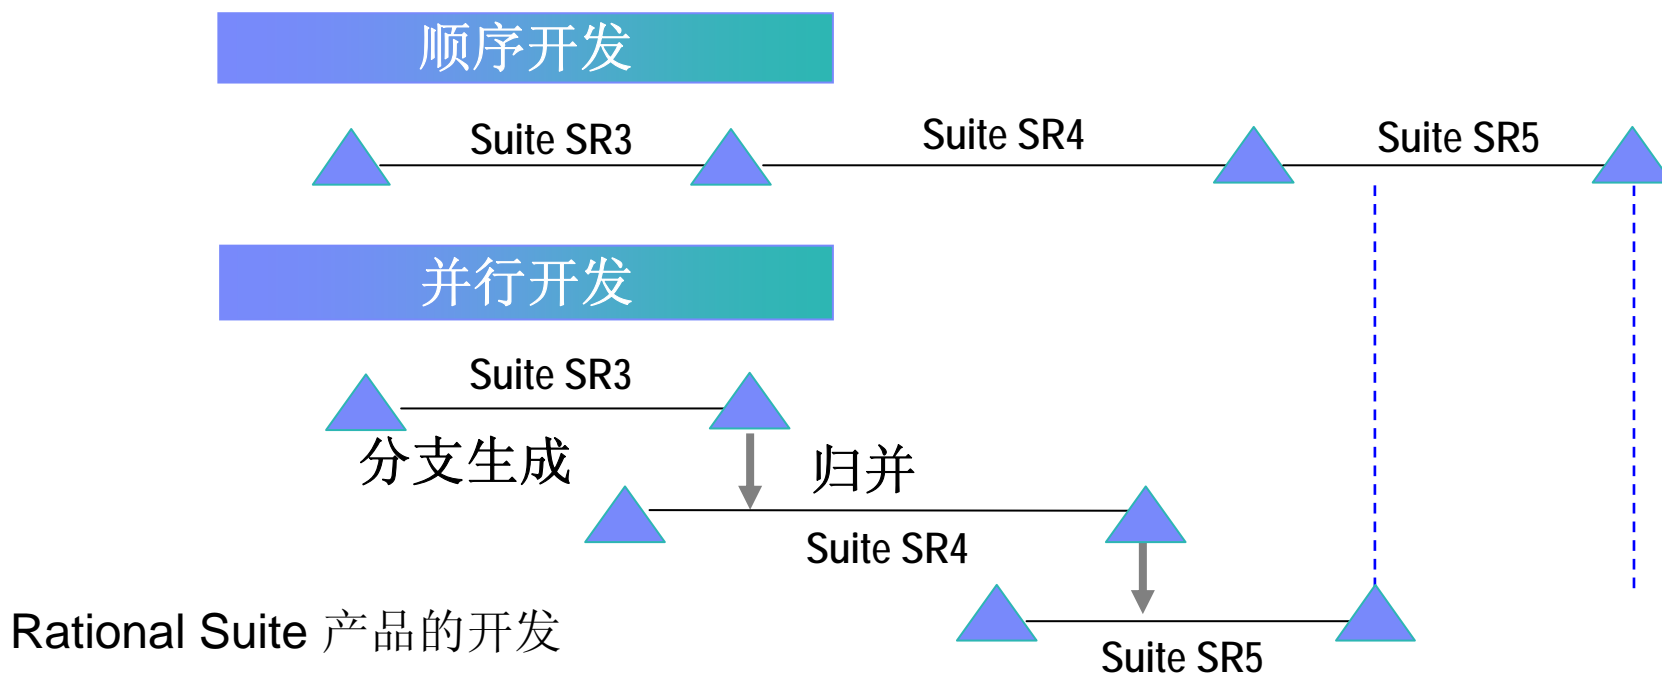 顺序开发
Suite SR3
Suite SR4
Suite SR5
并行开发
Suite SR3
分支生成
归并
Suite SR4
Rational Suite 产品的开发
Suite SR5